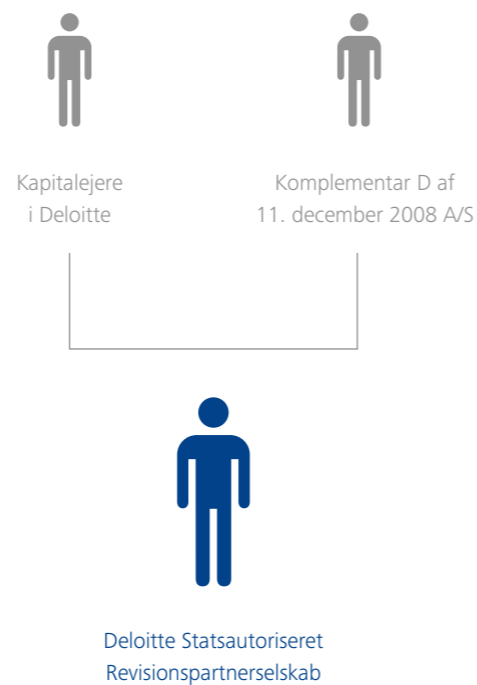 Kapitalejere
i Deloitte
Komplementar D af
11. december 2008 A/S
Deloitte Statsautoriseret
Revisionspartnerselskab